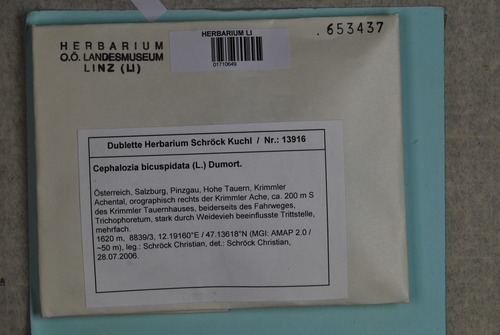 HERBARIUM
O.Ö. LANDESMUSEUM
LINZ (LI)
HERBARIUM LI
01710649
.653437
Dublette Herbarium Schröck Kuchl / Nr.: 13916
Cephalozia bicuspidata (L.) Dumort.
Österreich, Salzburg, Pinzgau, Hohe Tauern, Krimmler
Achental, orographisch rechts der Krimmler Ache, ca. 200 m S
des Krimmler Tauernhauses, beiderseits des Fahrweges,
Trichophoretum, stark durch Weidevieh beeinflusste Trittstelle,
mehrfach.
1620 m, 8839/3, 12.19160°E / 47.13618°N (MGI: AMAP 2.0 /
~50 m), leg.: Schröck Christian, det.: Schröck Christian,
28.07.2006.